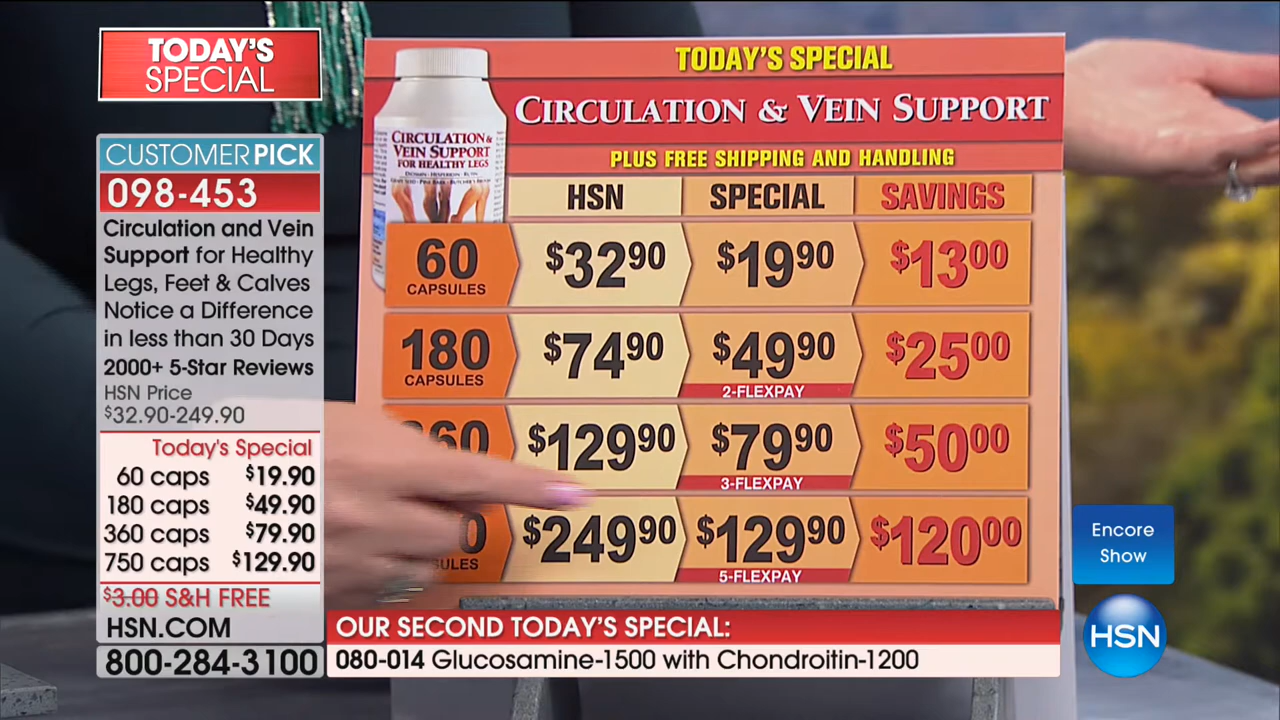 TODAY'S
SPECIAL
CUSTOMER PICK
098-453
Circulation and Vein
Support for Healthy
Legs, Feet & Calves
Notice a Difference
in less than 30 Days
2000+ 5-Star Reviews
HSN Price
$32.90-249.90
Today's Special
60 caps $19.90
180 caps $49.90
360 caps $79.90
750 caps $129.90
$3.00 S&H FREE
HSN.COM
800-284-3100
TODAY'S SPECIAL
CIRCULATION & VEIN SUPPORT
PLUS FREE SHIPPING AND HANDLING
CIRCULATION &
VEIN SUPPORT
FOR HEALTHY LEGS
HSN SPECIAL SAVINGS
60 CAPSULES $32.90 $19.90 $13.00
180 CAPSULES $74.90 $49.90 $25.00
2-FLEXPAY
360 $129.90 $79.90 $50.00
3-FLEXPAY
$249.90 $129.90 $120.00
5-FLEXPAY
OUR SECOND TODAY'S SPECIAL:
080-014 Glucosamine-1500 with Chondroitin-1200
Encore
Show
HSN